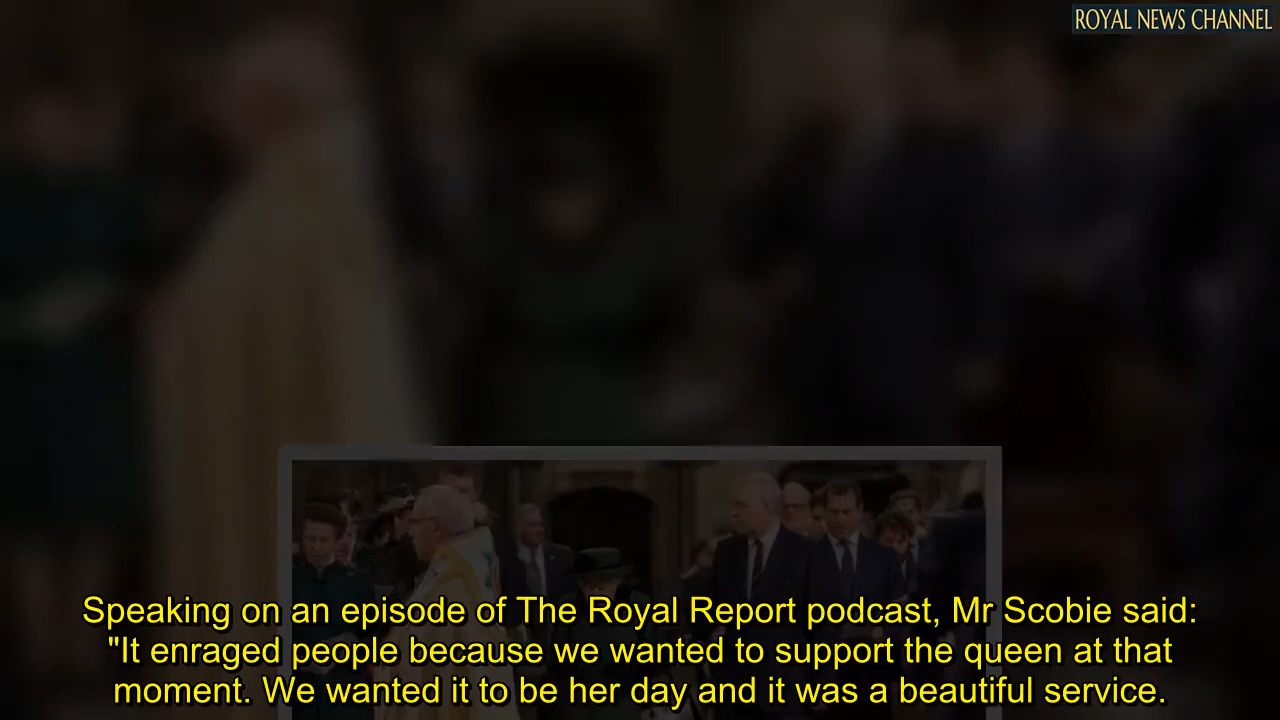 ROYAL NEWS CHANNEL
Speaking on an episode of The Royal Report podcast, Mr Scobie said:
"It enraged people because we wanted to support the queen at that
moment. We wanted it to be her day and it was a beautiful service.